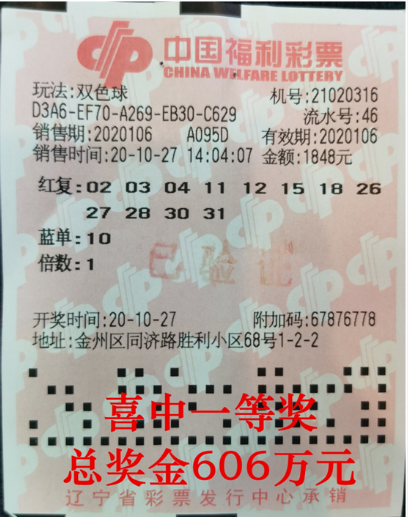 中国福利彩票
CHINA WELFARE LOTTERY
玩法:双色球 机号:21020316
D3A6-EF70-A269-EB30-C629 流水号:46
销售期:2020106 A095D 有效期:2020106
销售时间:20-10-27 14:04:07 金额:1848元
红复: 02 03 04 11 12 15 18 26
27 28 30 31
蓝单: 10
倍数: 1
已验证
开奖时间:20-10-27 附加码:67876778
地址:金州区同济路胜利小区68号1-2-2
喜中一等奖
总奖金606万元
辽宁省彩票发行中心承销